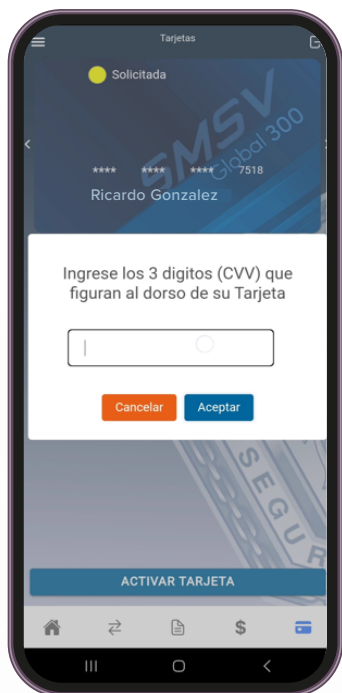 Tarjetas
Solicitada
SMSV
Global 300
**** **** **** 7518
Ricardo Gonzalez
Ingrese los 3 digitos (CVV) que
figuran al dorso de su Tarjeta
Cancelar Aceptar
SEGUR
ACTIVAR TARJETA
$